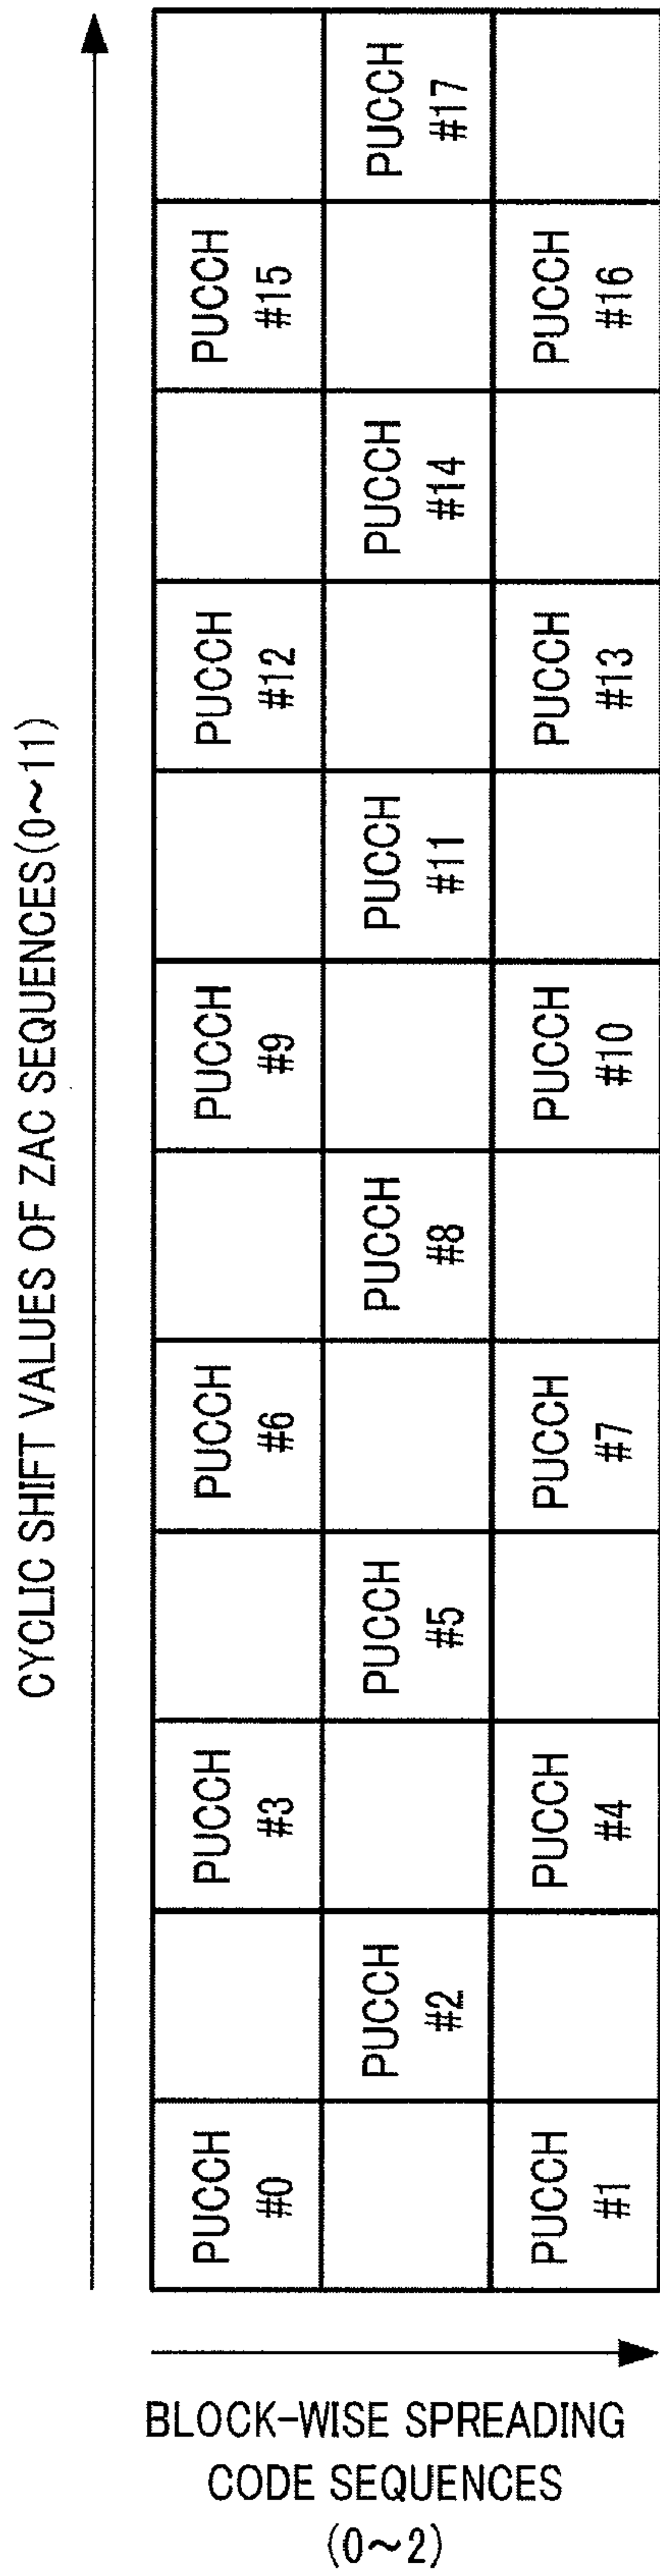 CYCLIC SHIFT VALUES OF ZAC SEQUENCES(0~11)
BLOCK-WISE SPREADING
CODE SEQUENCES
(0~2)
PUCCH
#0
PUCCH
#3
PUCCH
#6
PUCCH
#9
PUCCH
#12
PUCCH
#15
PUCCH
#2
PUCCH
#5
PUCCH
#8
PUCCH
#11
PUCCH
#14
PUCCH
#17
PUCCH
#1
PUCCH
#4
PUCCH
#7
PUCCH
#10
PUCCH
#13
PUCCH
#16